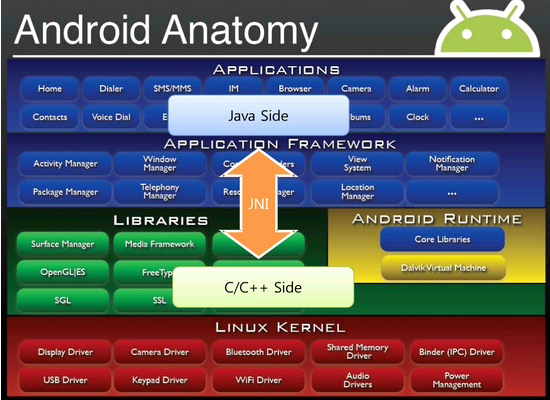 Android Anatomy
APPLICATIONS
Home Dialer SMS/MMS IM Browser Camera Alarm Calculator
Contacts Voice Dial Clock ...
Java Side
APPLICATION FRAMEWORK
Activity Manager Window Manager View System Notification Manager
Package Manager Telephony Manager Location Manager ...
JNI
LIBRARIES
Surface Manager Media Framework
OpenGL|ES
SGL SSL
ANDROID RUNTIME
Core Libraries
Dalvik Virtual Machine
C/C++ Side
LINUX KERNEL
Display Driver Camera Driver Bluetooth Driver Shared Memory Driver Binder (IPC) Driver
USB Driver Keypad Driver WiFi Driver Audio Drivers Power Management